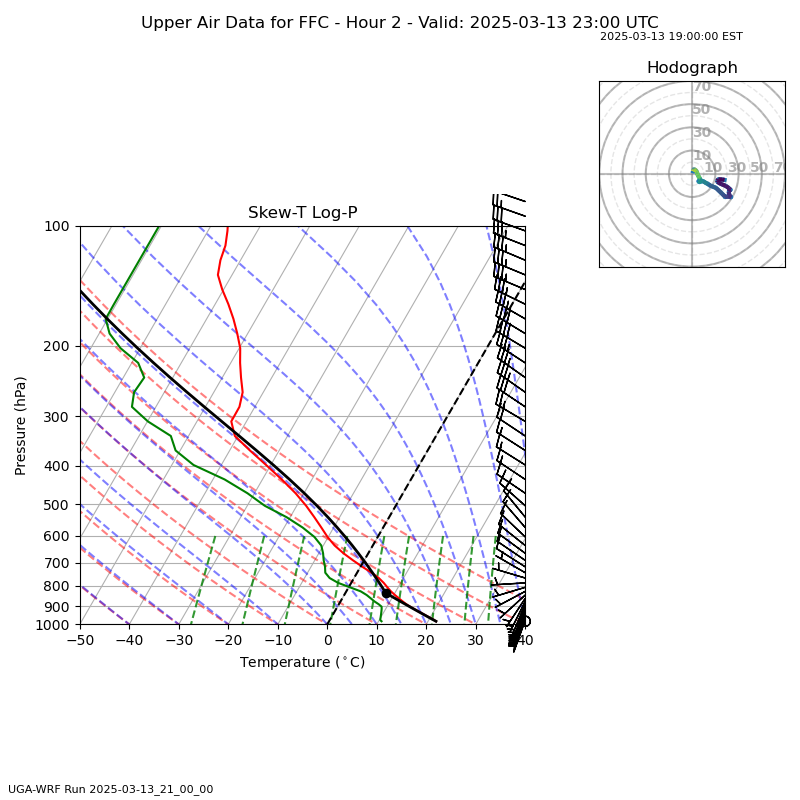 Upper Air Data for FFC - Hour 2 - Valid: 2025-03-13 23:00 UTC
2025-03-13 19:00:00 EST
Hodograph
70
50
30
10
10 30 50 7
Skew-T Log-P
100
200
300
400
500
600
700
800
900
1000
Pressure (hPa)
−50 −40 −30 −20 −10 0 10 20 30 40
Temperature (°C)
UGA-WRF Run 2025-03-13_21_00_00